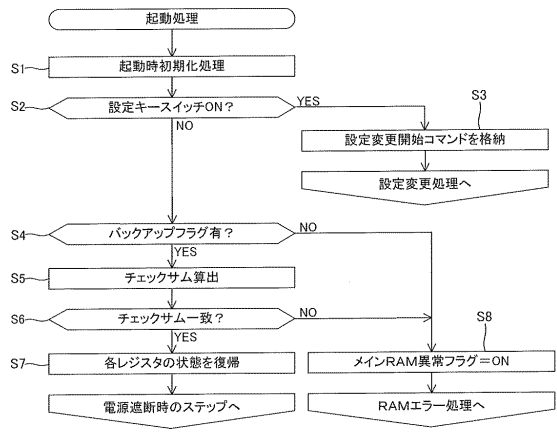 起動処理
S1
起動時初期化処理
S2
設定キースイッチON？
YES
NO
S3
設定変更開始コマンドを格納
設定変更処理へ
S4
バックアップフラグ有？
NO
YES
S5
チェックサム算出
S6
チェックサム一致？
NO
YES
S7
各レジスタの状態を復帰
電源遮断時のステップへ
S8
メインRAM異常フラグ＝ON
RAMエラー処理へ